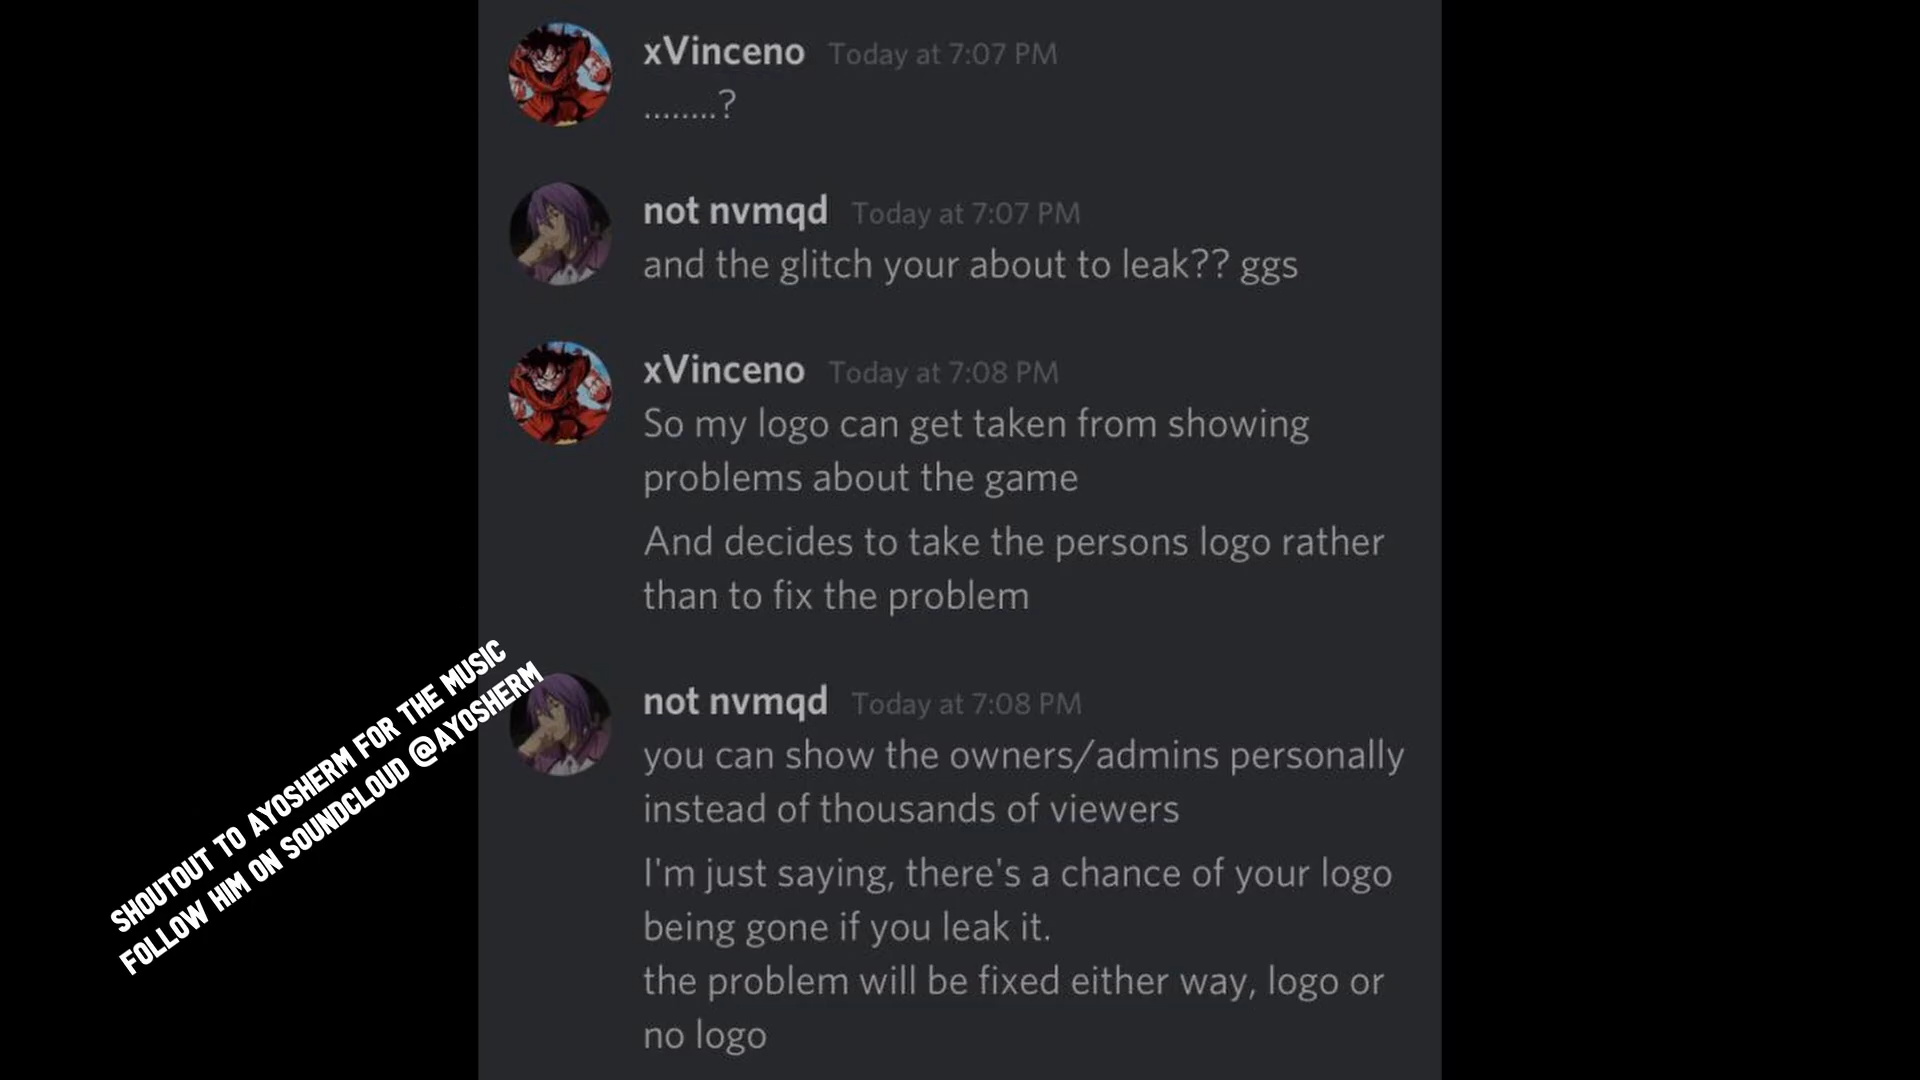 xVinceno Today at 7:07 PM
........?
not nvmqd Today at 7:07 PM
and the glitch your about to leak?? ggs
xVinceno Today at 7:08 PM
So my logo can get taken from showing
problems about the game
And decides to take the persons logo rather
than to fix the problem
not nvmqd Today at 7:08 PM
you can show the owners/admins personally
instead of thousands of viewers
I'm just saying, there's a chance of your logo
being gone if you leak it.
the problem will be fixed either way, logo or
no logo
SHOUTOUT TO AYOSHERM FOR THE MUSIC
FOLLOW HIM ON SOUNDCLOUD @AYOSHERM